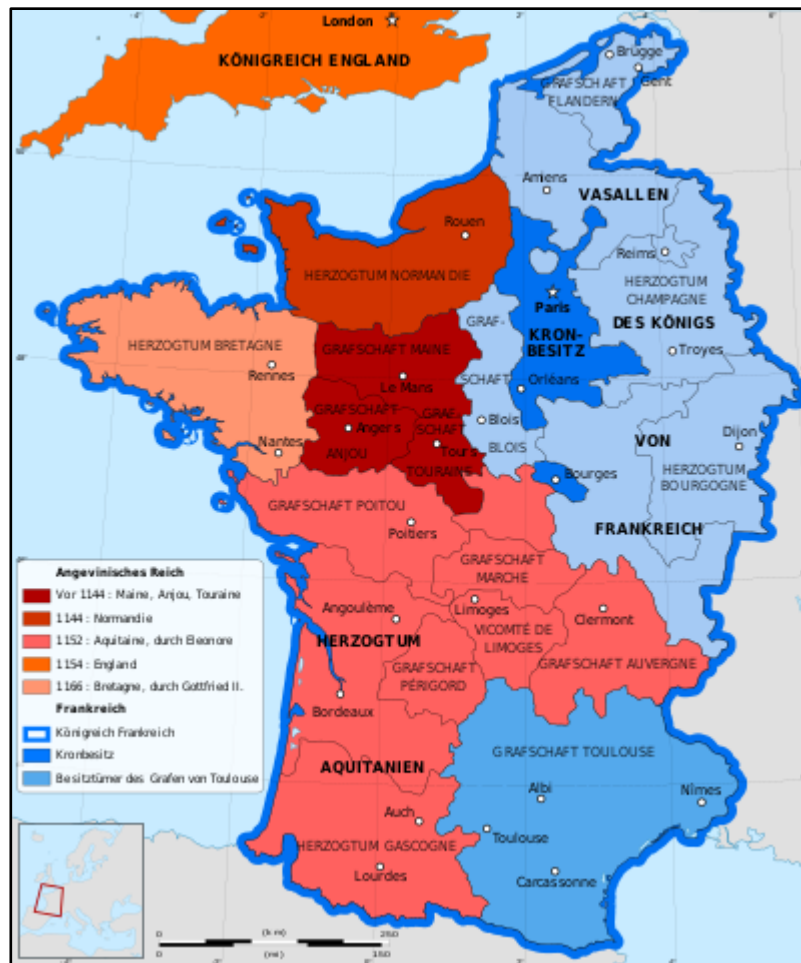 London
KÖNIGREICH ENGLAND
Brügge
Gent
GRAFSCHAFT
FLANDERN
Amiens
VASALLEN
Rouen
Reims
HERZOGTUM NORMANDIE
HERZOGTUM
CHAMPAGNE
Paris
GRAF-
DES KÖNIGS
KRON-
BESITZ
HERZOGTUM BRETAGNE
GRAFSCHAFT MAINE
Troyes
Rennes
Le Mans
SCHAFT
Orléans
GRAFSCHAFT
Angers
ANJOU
GRAF-
SCHAFT
Tours
TOURAINS
Blois
BLOIS
VON
Dijon
Nantes
Bourges
HERZOGTUM
BOURGOGNE
GRAFSCHAFT POITOU
Poitiers
FRANKREICH
GRAFSCHAFT
MARCHE
Angoulême
Limoges
Clermont
HERZOGTUM
VICOMTÉ DE
LIMOGES
GRAFSCHAFT
PÉRIGORD
GRAFSCHAFT AUVERGNE
Bordeaux
GRAFSCHAFT TOULOUSE
AQUITANIEN
Albi
Nîmes
Auch
Toulouse
HERZOGTUM GASCOGNE
Lourdes
Carcassonne
Angevinisches Reich
Vor 1144 : Maine, Anjou, Touraine
1144 : Normandie
1152 : Aquitaine, durch Eleonore
1154 : England
1166 : Bretagne, durch Gottfried II.
Frankreich
Königreich Frankreich
Kronbesitz
Besitztümer des Grafen von Toulouse
0 (km) 250
0 (mi) 150